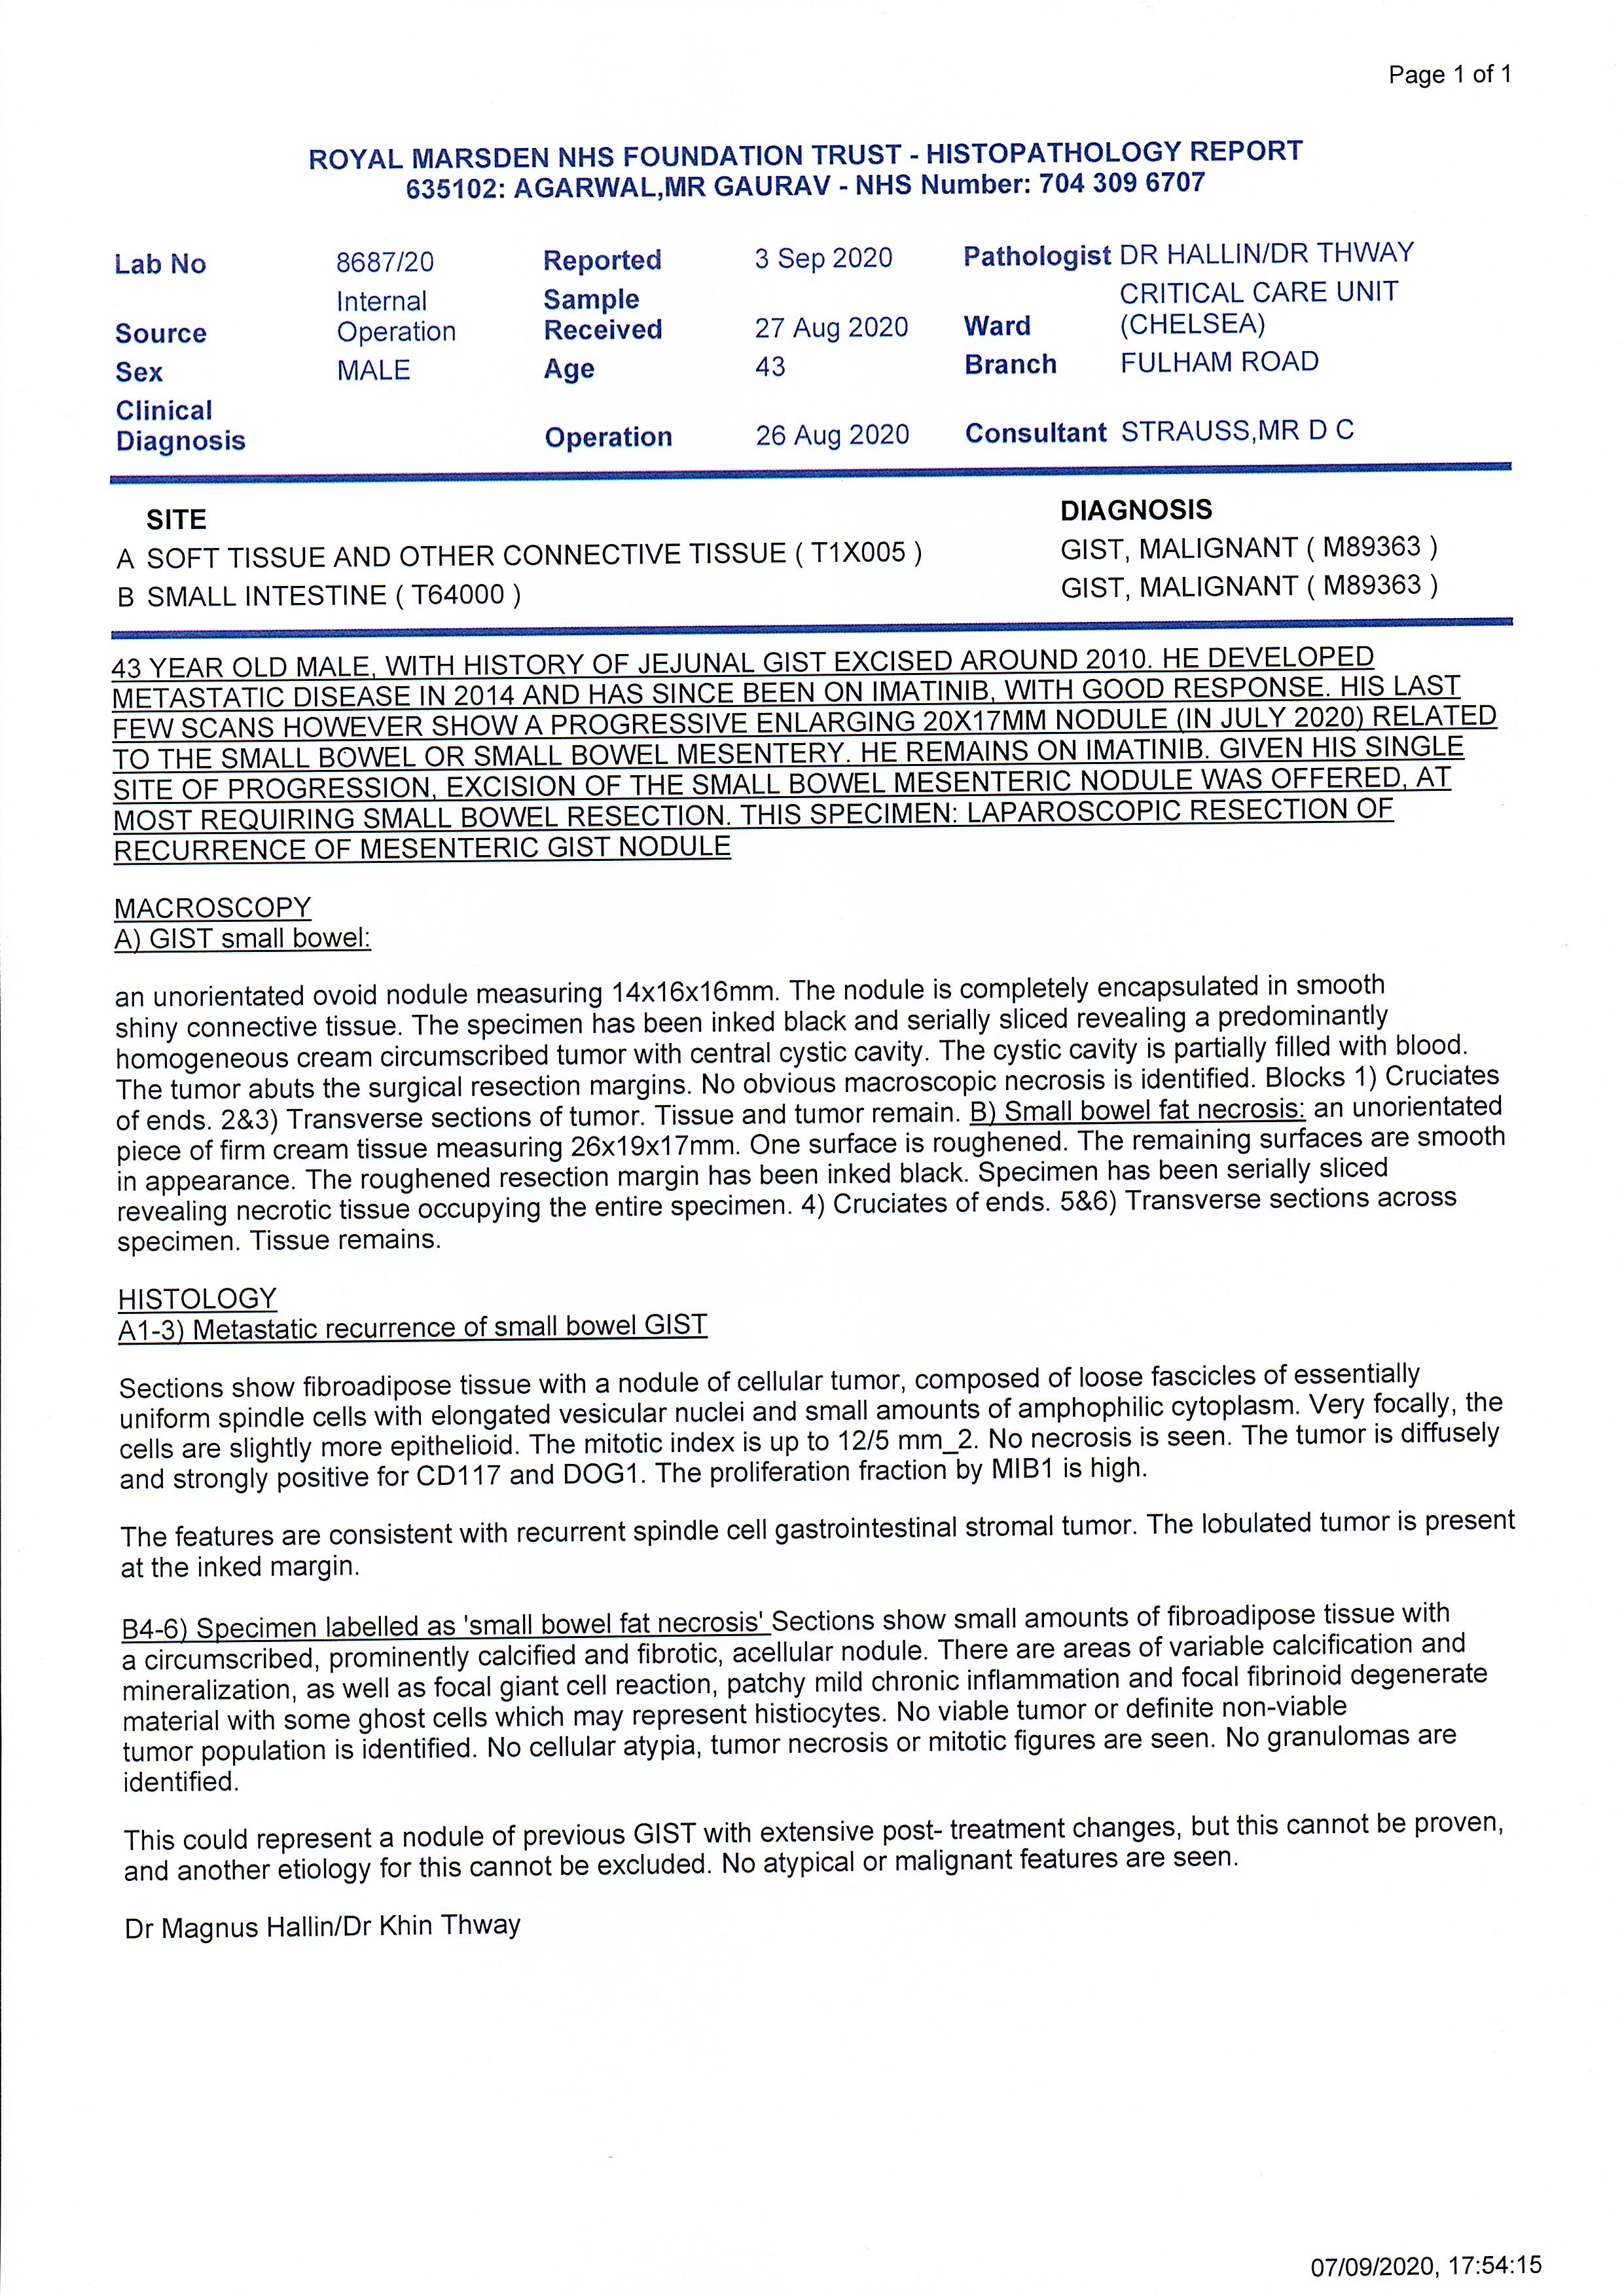 Page 1 of 1
ROYAL MARSDEN NHS FOUNDATION TRUST - HISTOPATHOLOGY REPORT
635102: AGARWAL,MR GAURAV - NHS Number: 704 309 6707
Lab No 8687/20 Reported 3 Sep 2020 Pathologist DR HALLIN/DR THWAY
Source Internal Operation Sample Received 27 Aug 2020 Ward CRITICAL CARE UNIT (CHELSEA)
Sex MALE Age 43 Branch FULHAM ROAD
Clinical Diagnosis Operation 26 Aug 2020 Consultant STRAUSS,MR D C
SITE DIAGNOSIS
A SOFT TISSUE AND OTHER CONNECTIVE TISSUE ( T1X005 ) GIST, MALIGNANT ( M89363 )
B SMALL INTESTINE ( T64000 ) GIST, MALIGNANT ( M89363 )
43 YEAR OLD MALE, WITH HISTORY OF JEJUNAL GIST EXCISED AROUND 2010. HE DEVELOPED
METASTATIC DISEASE IN 2014 AND HAS SINCE BEEN ON IMATINIB, WITH GOOD RESPONSE. HIS LAST
FEW SCANS HOWEVER SHOW A PROGRESSIVE ENLARGING 20X17MM NODULE (IN JULY 2020) RELATED
TO THE SMALL BOWEL OR SMALL BOWEL MESENTERY. HE REMAINS ON IMATINIB. GIVEN HIS SINGLE
SITE OF PROGRESSION, EXCISION OF THE SMALL BOWEL MESENTERIC NODULE WAS OFFERED, AT
MOST REQUIRING SMALL BOWEL RESECTION. THIS SPECIMEN: LAPAROSCOPIC RESECTION OF
RECURRENCE OF MESENTERIC GIST NODULE
MACROSCOPY
A) GIST small bowel:
an unorientated ovoid nodule measuring 14x16x16mm. The nodule is completely encapsulated in smooth
shiny connective tissue. The specimen has been inked black and serially sliced revealing a predominantly
homogeneous cream circumscribed tumor with central cystic cavity. The cystic cavity is partially filled with blood.
The tumor abuts the surgical resection margins. No obvious macroscopic necrosis is identified. Blocks 1) Cruciates
of ends. 2&3) Transverse sections of tumor. Tissue and tumor remain. B) Small bowel fat necrosis: an unorientated
piece of firm cream tissue measuring 26x19x17mm. One surface is roughened. The remaining surfaces are smooth
in appearance. The roughened resection margin has been inked black. Specimen has been serially sliced
revealing necrotic tissue occupying the entire specimen. 4) Cruciates of ends. 5&6) Transverse sections across
specimen. Tissue remains.
HISTOLOGY
A1-3) Metastatic recurrence of small bowel GIST
Sections show fibroadipose tissue with a nodule of cellular tumor, composed of loose fascicles of essentially
uniform spindle cells with elongated vesicular nuclei and small amounts of amphophilic cytoplasm. Very focally, the
cells are slightly more epithelioid. The mitotic index is up to 12/5 mm_2. No necrosis is seen. The tumor is diffusely
and strongly positive for CD117 and DOG1. The proliferation fraction by MIB1 is high.
The features are consistent with recurrent spindle cell gastrointestinal stromal tumor. The lobulated tumor is present
at the inked margin.
B4-6) Specimen labelled as 'small bowel fat necrosis' Sections show small amounts of fibroadipose tissue with
a circumscribed, prominently calcified and fibrotic, acellular nodule. There are areas of variable calcification and
mineralization, as well as focal giant cell reaction, patchy mild chronic inflammation and focal fibrinoid degenerate
material with some ghost cells which may represent histiocytes. No viable tumor or definite non-viable
tumor population is identified. No cellular atypia, tumor necrosis or mitotic figures are seen. No granulomas are
identified.
This could represent a nodule of previous GIST with extensive post- treatment changes, but this cannot be proven,
and another etiology for this cannot be excluded. No atypical or malignant features are seen.
Dr Magnus Hallin/Dr Khin Thway
07/09/2020, 17:54:15